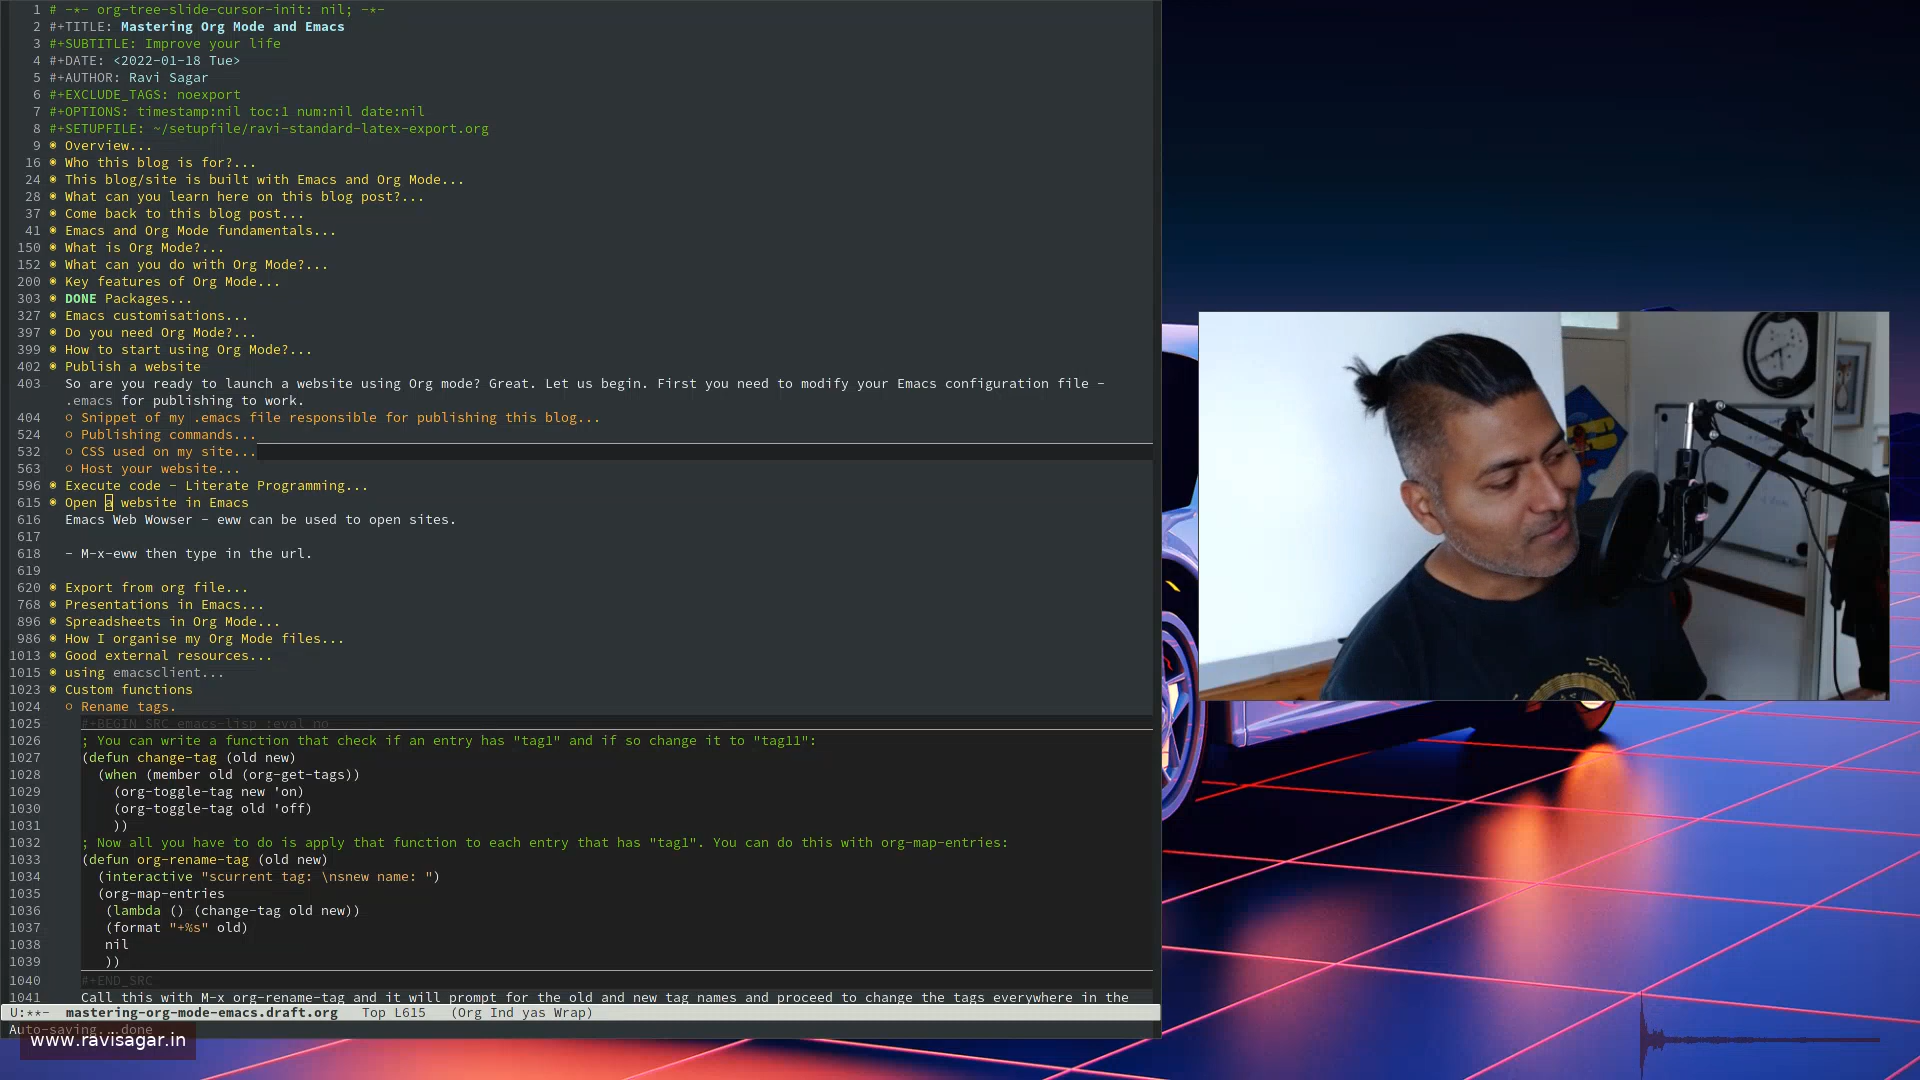 1 # -*- org-tree-slide-cursor-init: nil; -*-
2 #+TITLE: Mastering Org Mode and Emacs
3 #+SUBTITLE: Improve your life
4 #+DATE: <2022-01-18 Tue>
5 #+AUTHOR: Ravi Sagar
6 #+EXCLUDE_TAGS: noexport
7 #+OPTIONS: timestamp:nil toc:1 num:nil date:nil
8 #+SETUPFILE: ~/setupfile/ravi-standard-latex-export.org
9 ◉ Overview...
16 ◉ Who this blog is for?...
24 ◉ This blog/site is built with Emacs and Org Mode...
28 ◉ What can you learn here on this blog post?...
37 ◉ Come back to this blog post...
41 ◉ Emacs and Org Mode fundamentals...
150 ◉ What is Org Mode?...
152 ◉ What can you do with Org Mode?...
200 ◉ Key features of Org Mode...
303 ◉ DONE Packages...
327 ◉ Emacs customisations...
397 ◉ Do you need Org Mode?...
399 ◉ How to start using Org Mode?...
402 ◉ Publish a website
403 So are you ready to launch a website using Org mode? Great. Let us begin. First you need to modify your Emacs configuration file –
.emacs for publishing to work.
404 ○ Snippet of my .emacs file responsible for publishing this blog...
524 ○ Publishing commands...
532 ○ CSS used on my site...
563 ○ Host your website...
596 ◉ Execute code – Literate Programming...
615 ◉ Open a website in Emacs
616 Emacs Web Wowser – eww can be used to open sites.
617
618 - M-x-eww then type in the url.
619
620 ◉ Export from org file...
768 ◉ Presentations in Emacs...
896 ◉ Spreadsheets in Org Mode...
986 ◉ How I organise my Org Mode files...
1013 ◉ Good external resources...
1015 ◉ using emacsclient...
1023 ◉ Custom functions
1024 ○ Rename tags.
1025 #+BEGIN_SRC emacs-lisp :eval no
1026 ; You can write a function that check if an entry has "tag1" and if so change it to "tag11":
1027 (defun change-tag (old new)
1028 (when (member old (org-get-tags))
1029 (org-toggle-tag new 'on)
1030 (org-toggle-tag old 'off)
1031 ))
1032 ; Now all you have to do is apply that function to each entry that has "tag1". You can do this with org-map-entries:
1033 (defun org-rename-tag (old new)
1034 (interactive "scurrent tag: \nsnew name: ")
1035 (org-map-entries
1036 (lambda () (change-tag old new))
1037 (format "+%s" old)
1038 nil
1039 ))
1040 #+END_SRC
1041 Call this with M-x org-rename-tag and it will prompt for the old and new tag names and proceed to change the tags everywhere in the
U:**- mastering-org-mode-emacs.draft.org Top L615 (Org Ind yas Wrap)
Auto-saving...done
www.ravisagar.in